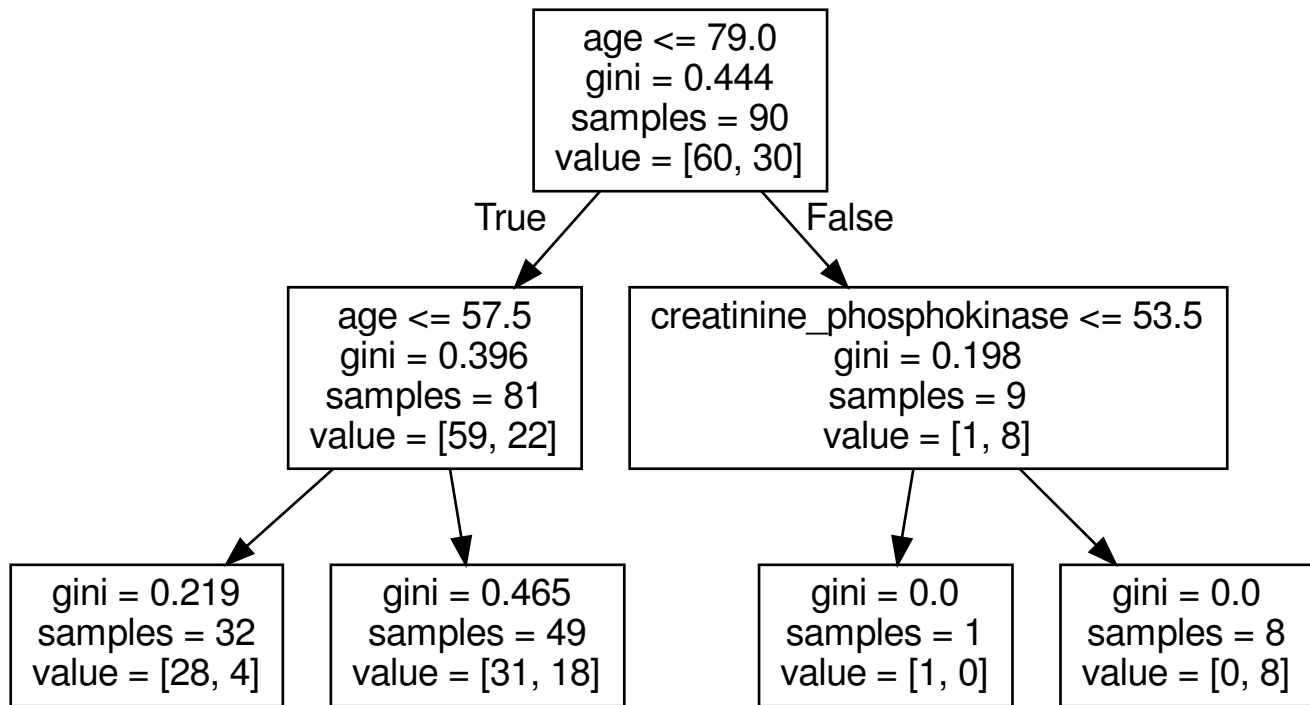 age <= 79.0
gini = 0.444
samples = 90
value = [60, 30]
True
False
age <= 57.5
gini = 0.396
samples = 81
value = [59, 22]
creatinine_phosphokinase <= 53.5
gini = 0.198
samples = 9
value = [1, 8]
gini = 0.219
samples = 32
value = [28, 4]
gini = 0.465
samples = 49
value = [31, 18]
gini = 0.0
samples = 1
value = [1, 0]
gini = 0.0
samples = 8
value = [0, 8]